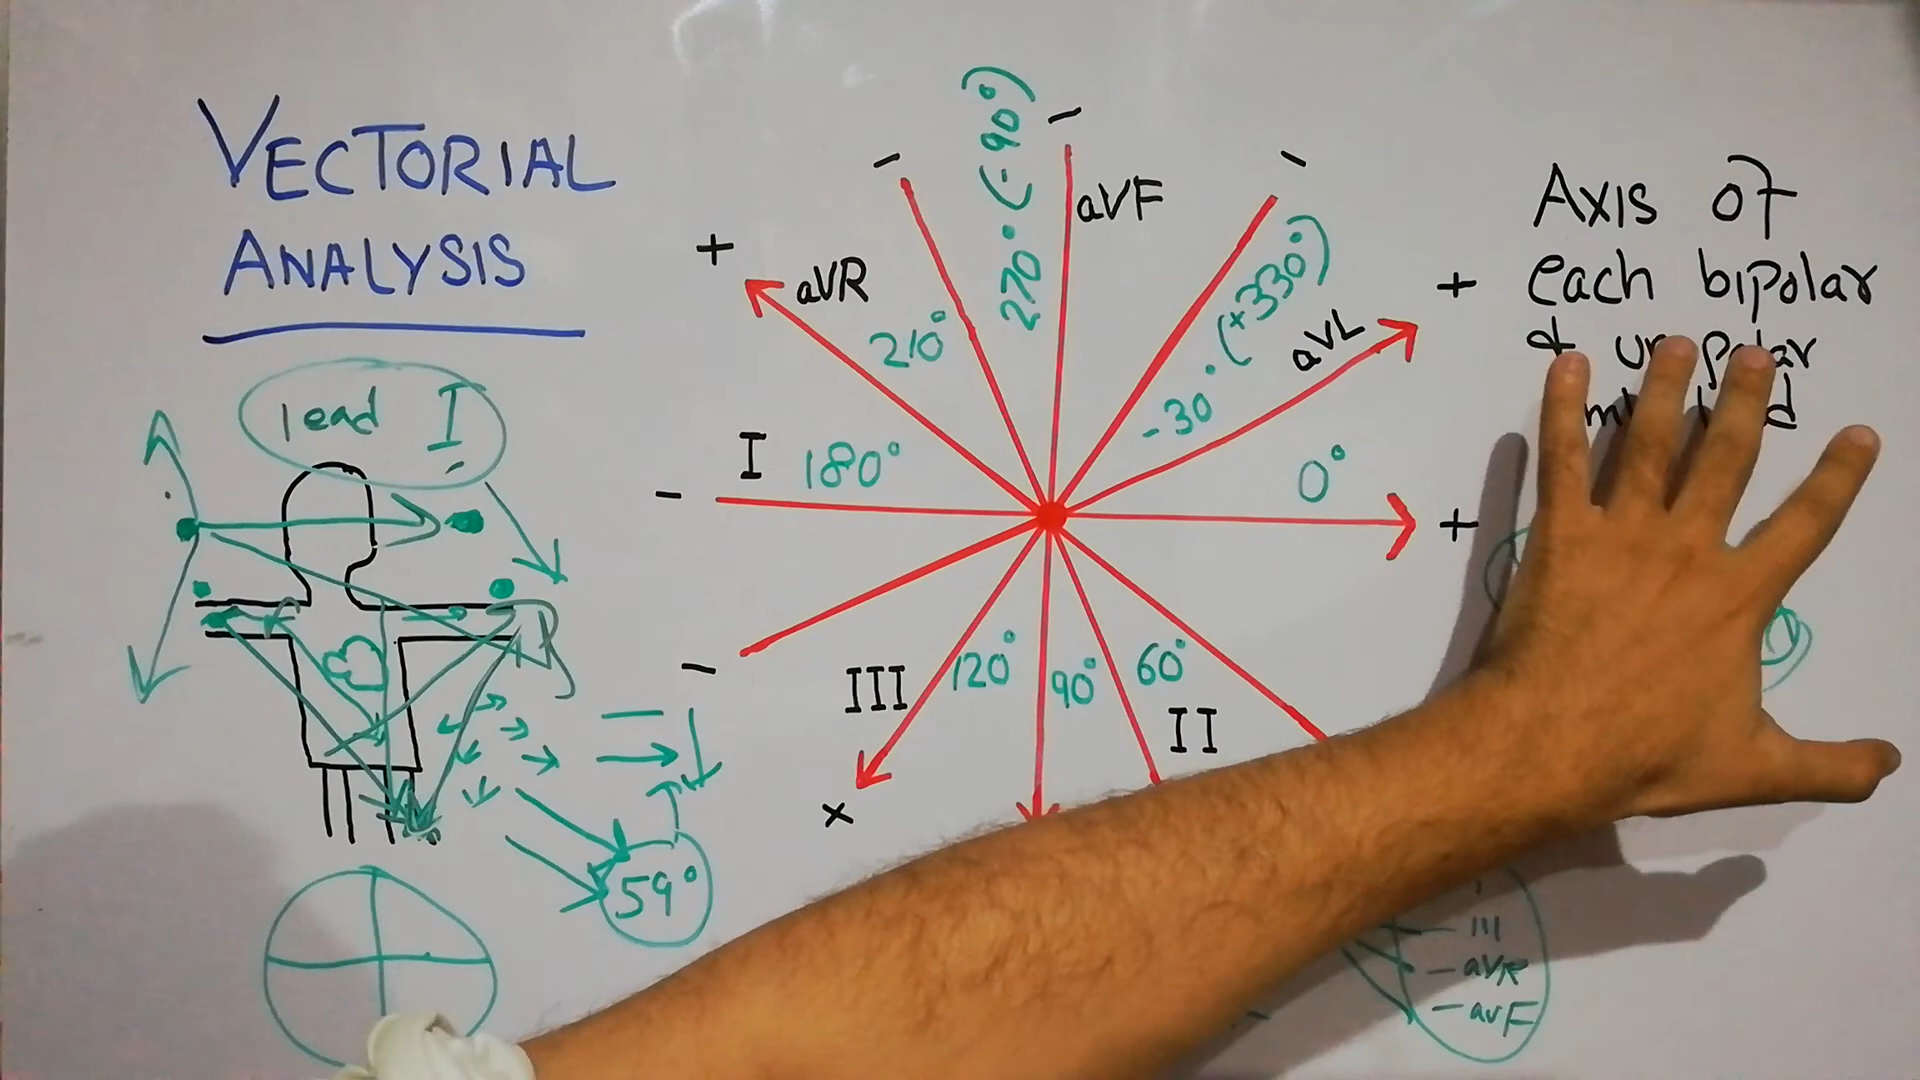 VECTORIAL
ANALYSIS
lead I
59°
-
-
-
270° (-90°)
aVF
+
aVR
210°
-30° (+330°)
aVL
+
I
180°
-
0°
+
-
III
120°
90°
60°
II
x
AXIS OF
each bipolar
&
III
- aVR
- avF